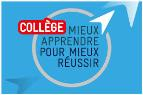 COLLÈGE MIEUX
APPRENDRE
POUR MIEUX
RÉUSSIR